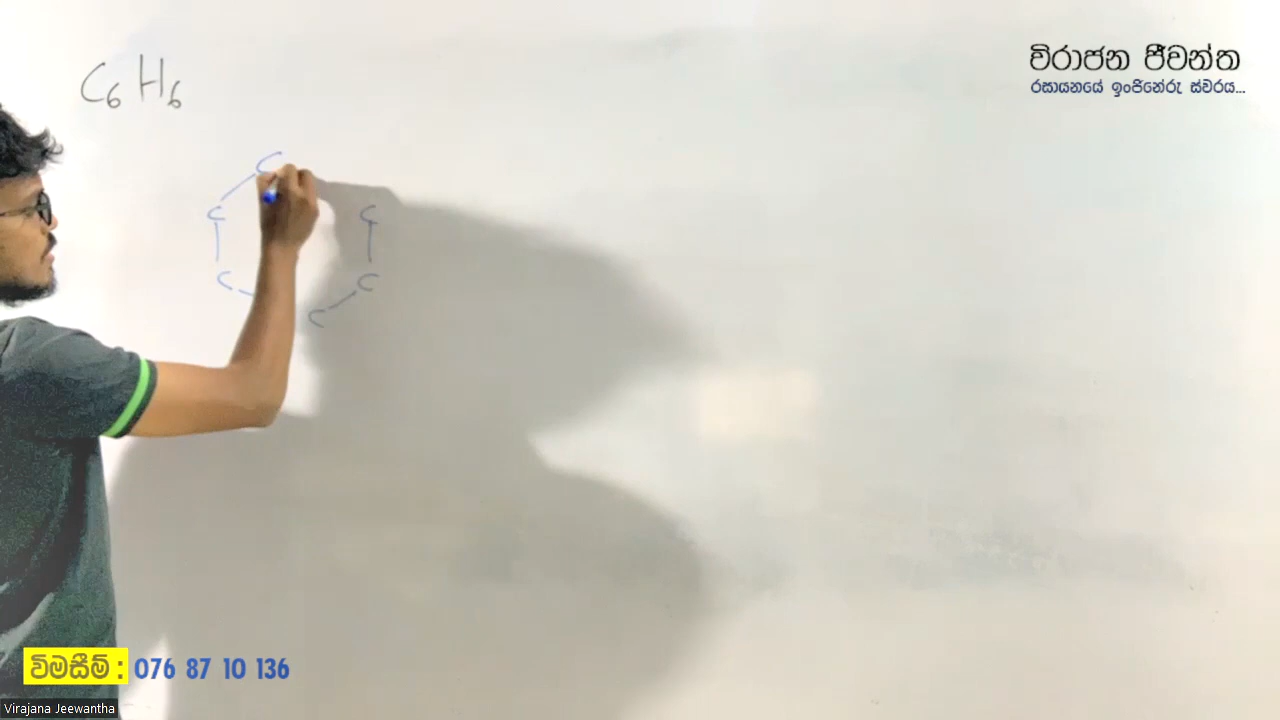 C₆H₆
විරාජන ජීවන්ත
රසායනයේ ඉංජිනේරු ස්වරය...
C
C C
C C
C
විමසීම් : 076 87 10 136
Virajana Jeewantha